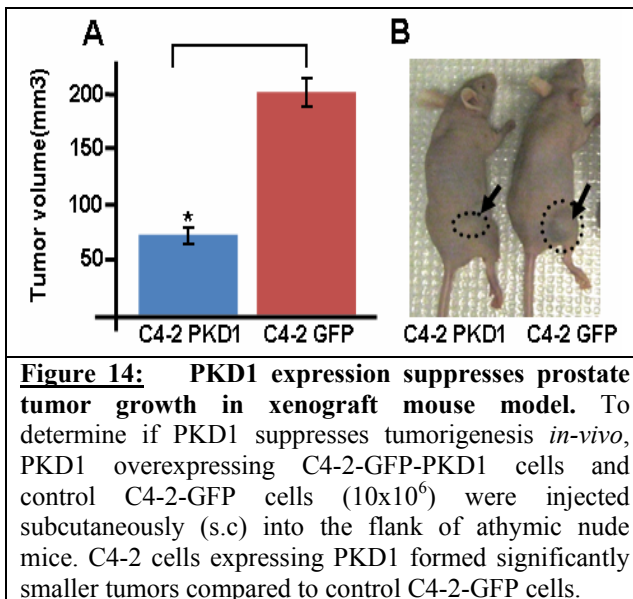 A
B
Tumor volume(mm3)
200
150
100
50
*
C4-2 PKD1 C4-2 GFP
C4-2 PKD1 C4-2 GFP
Figure 14: PKD1 expression suppresses prostate
tumor growth in xenograft mouse model. To
determine if PKD1 suppresses tumorigenesis in-vivo,
PKD1 overexpressing C4-2-GFP-PKD1 cells and
control C4-2-GFP cells (10x10⁶) were injected
subcutaneously (s.c) into the flank of athymic nude
mice. C4-2 cells expressing PKD1 formed significantly
smaller tumors compared to control C4-2-GFP cells.